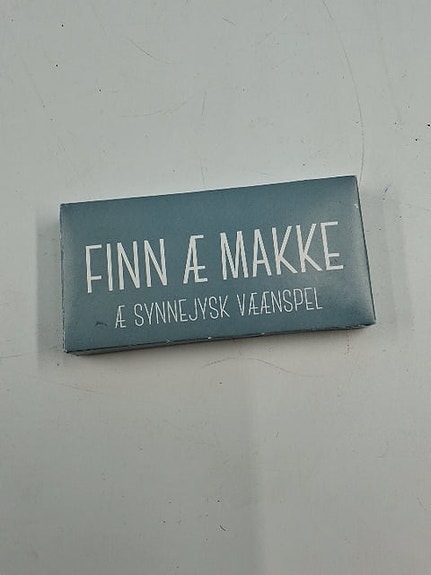 FINN Æ MAKKE
Æ SYNNEJYSK VÆÆNSPEL